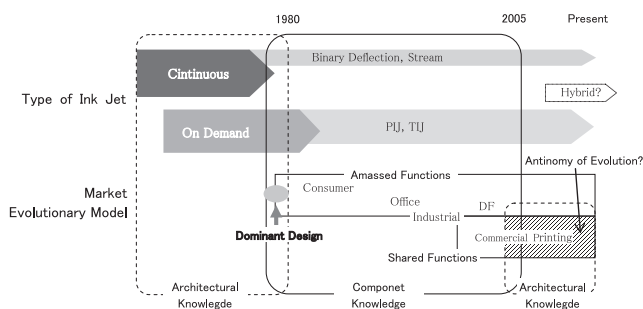 1980
2005
Present
Binary Deflection, Stream
Cintinuous
Type of Ink Jet
Hybrid?
On Demand
PIJ, TIJ
Antinomy of Evolution?
Amassed Functions
Market
Evolutionary Model
Consumer
Office
DF
Industrial
Dominant Design
Commercial Printing
Shared Functions
Architectural
Knowlegde
Componet
Knowledge
Architectural
Knowlegde